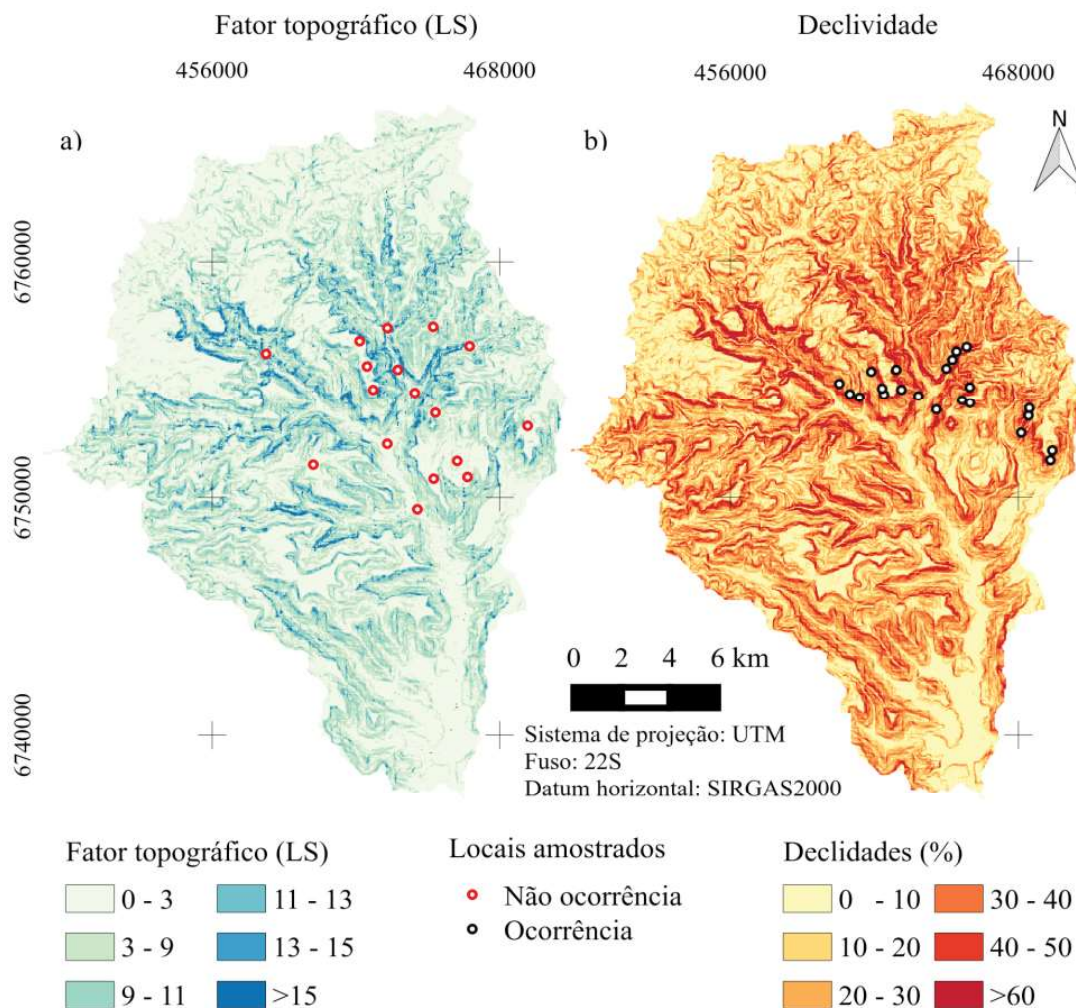 Fator topográfico (LS)
Declividade
456000
468000
456000
468000
a)
b)
N
6760000
6750000
6740000
0 2 4 6 km
Sistema de projeção: UTM
Fuso: 22S
Datum horizontal: SIRGAS2000
Fator topográfico (LS)
0 - 3
3 - 9
9 - 11
11 - 13
13 - 15
>15
Locais amostrados
Não ocorrência
Ocorrência
Declidades (%)
0 - 10
10 - 20
20 - 30
30 - 40
40 - 50
>60